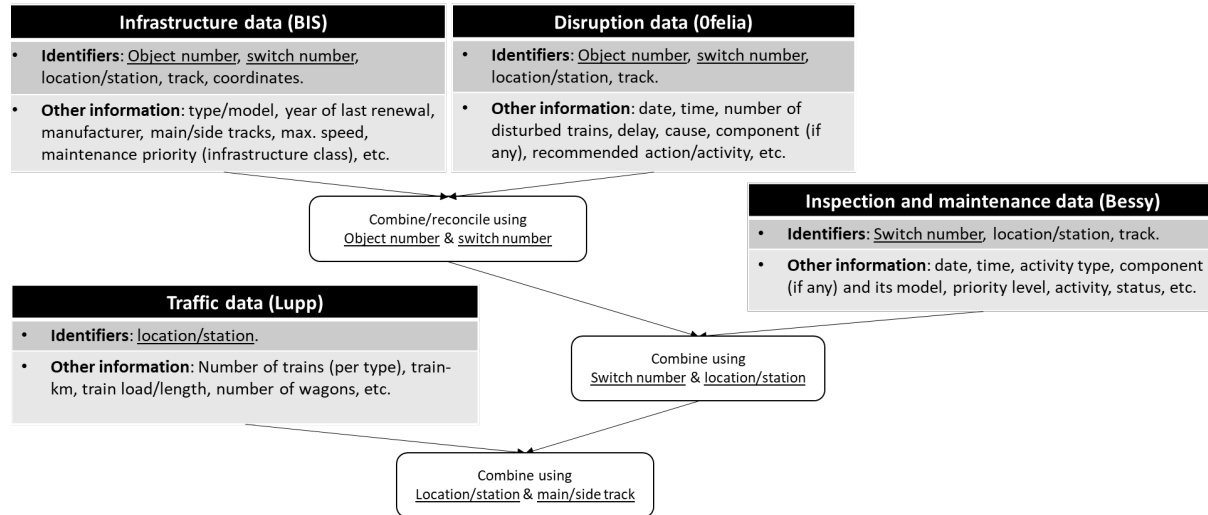 Infrastructure data (BIS)
• Identifiers: Object number, switch number,
location/station, track, coordinates.
• Other information: type/model, year of last renewal,
manufacturer, main/side tracks, max. speed,
maintenance priority (infrastructure class), etc.
Disruption data (0felia)
• Identifiers: Object number, switch number,
location/station, track.
• Other information: date, time, number of
disturbed trains, delay, cause, component (if
any), recommended action/activity, etc.
Combine/reconcile using
Object number & switch number
Inspection and maintenance data (Bessy)
• Identifiers: Switch number, location/station, track.
• Other information: date, time, activity type, component
(if any) and its model, priority level, activity, status, etc.
Traffic data (Lupp)
• Identifiers: location/station.
• Other information: Number of trains (per type), train-
km, train load/length, number of wagons, etc.
Combine using
Switch number & location/station
Combine using
Location/station & main/side track